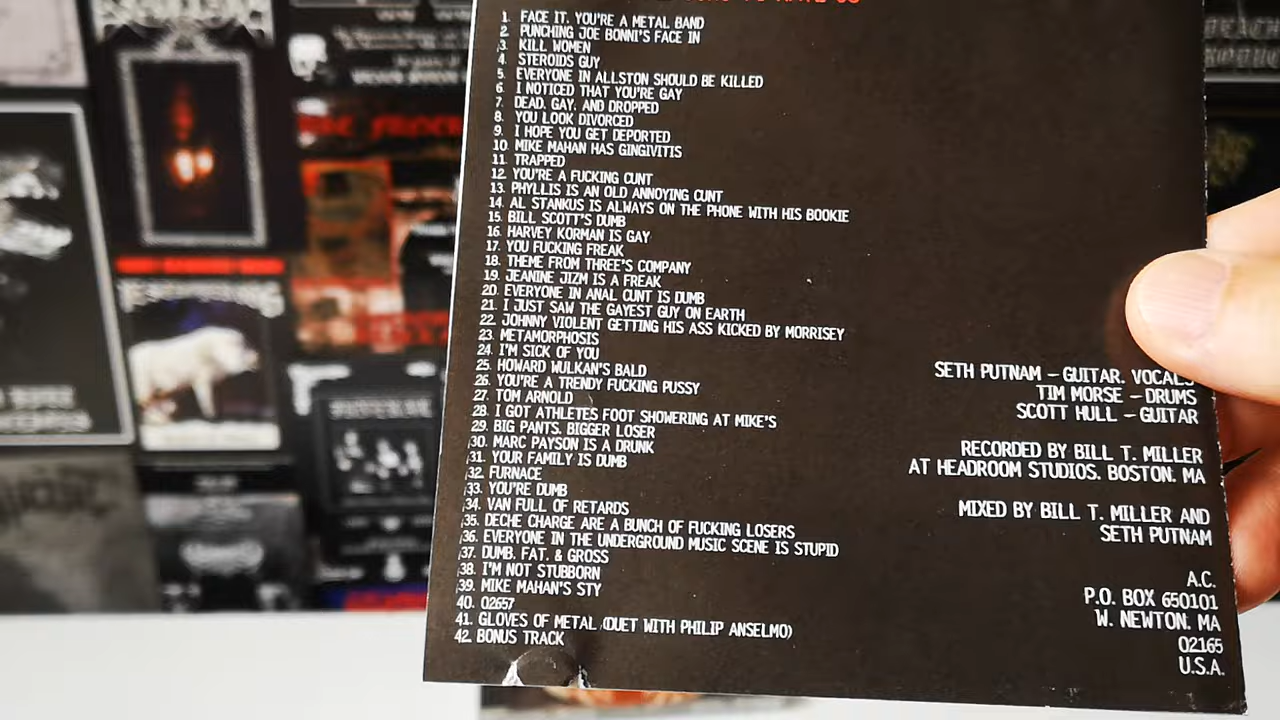 1. FACE IT. YOU'RE A METAL BAND
2. PUNCHING JOE BONNI'S FACE IN
3. KILL WOMEN
4. STEROIDS GUY
5. EVERYONE IN ALLSTON SHOULD BE KILLED
6. I NOTICED THAT YOU'RE GAY
7. DEAD, GAY, AND DROPPED
8. YOU LOOK DIVORCED
9. I HOPE YOU GET DEPORTED
10. MIKE MAHAN HAS GINGIVITIS
11. TRAPPED
12. YOU'RE A FUCKING CUNT
13. PHYLLIS IS AN OLD ANNOYING CUNT
14. AL STANKUS IS ALWAYS ON THE PHONE WITH HIS BOOKIE
15. BILL SCOTT'S DUMB
16. HARVEY KORMAN IS GAY
17. YOU FUCKING FREAK
18. THEME FROM THREE'S COMPANY
19. JEANINE JIZM IS A FREAK
20. EVERYONE IN ANAL CUNT IS DUMB
21. I JUST SAW THE GAYEST GUY ON EARTH
22. JOHNNY VIOLENT GETTING HIS ASS KICKED BY MORRISEY
23. METAMORPHOSIS
24. I'M SICK OF YOU
25. HOWARD WULKAN'S BALD
26. YOU'RE A TRENDY FUCKING PUSSY
27. TOM ARNOLD
28. I GOT ATHLETES FOOT SHOWERING AT MIKE'S
29. BIG PANTS, BIGGER LOSER
30. MARC PAYSON IS A DRUNK
31. YOUR FAMILY IS DUMB
32. FURNACE
33. YOU'RE DUMB
34. VAN FULL OF RETARDS
35. DECHE CHARGE ARE A BUNCH OF FUCKING LOSERS
36. EVERYONE IN THE UNDERGROUND MUSIC SCENE IS STUPID
37. DUMB, FAT, & GROSS
38. I'M NOT STUBBORN
39. MIKE MAHAN'S STY
40. 02657
41. GLOVES OF METAL (DUET WITH PHILIP ANSELMO)
42. BONUS TRACK
SETH PUTNAM – GUITAR, VOCALS
TIM MORSE – DRUMS
SCOTT HULL – GUITAR
RECORDED BY BILL T. MILLER
AT HEADROOM STUDIOS, BOSTON, MA
MIXED BY BILL T. MILLER AND
SETH PUTNAM
A.C.
P.O. BOX 650101
W. NEWTON, MA
02165
U.S.A.